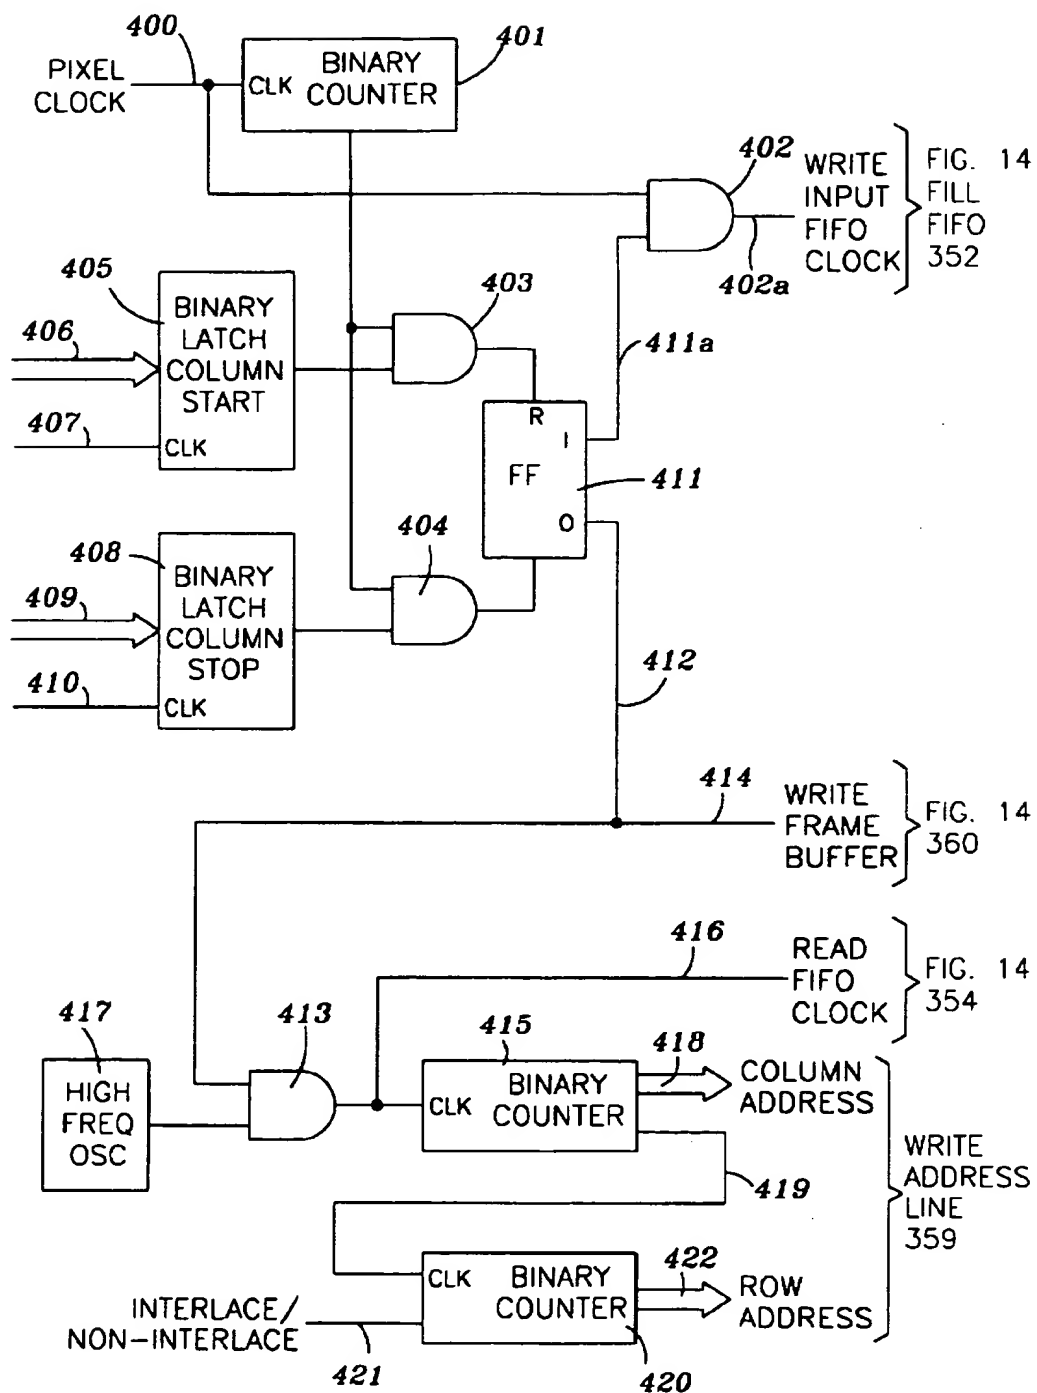 400
401
PIXEL
CLOCK
CLK
BINARY
COUNTER
402
WRITE
INPUT
FIFO
CLOCK
FIG. 14
FILL
FIFO
352
402a
405
406
BINARY
LATCH
COLUMN
START
407
CLK
403
411a
R
1
FF
O
411
404
408
409
BINARY
LATCH
COLUMN
STOP
410
CLK
412
414
WRITE
FRAME
BUFFER
FIG. 14
360
416
READ
FIFO
CLOCK
FIG. 14
354
417
HIGH
FREQ
OSC
413
415
CLK
BINARY
COUNTER
418
COLUMN
ADDRESS
419
WRITE
ADDRESS
LINE
359
CLK
BINARY
COUNTER
422
ROW
ADDRESS
INTERLACE/
NON-INTERLACE
421
420